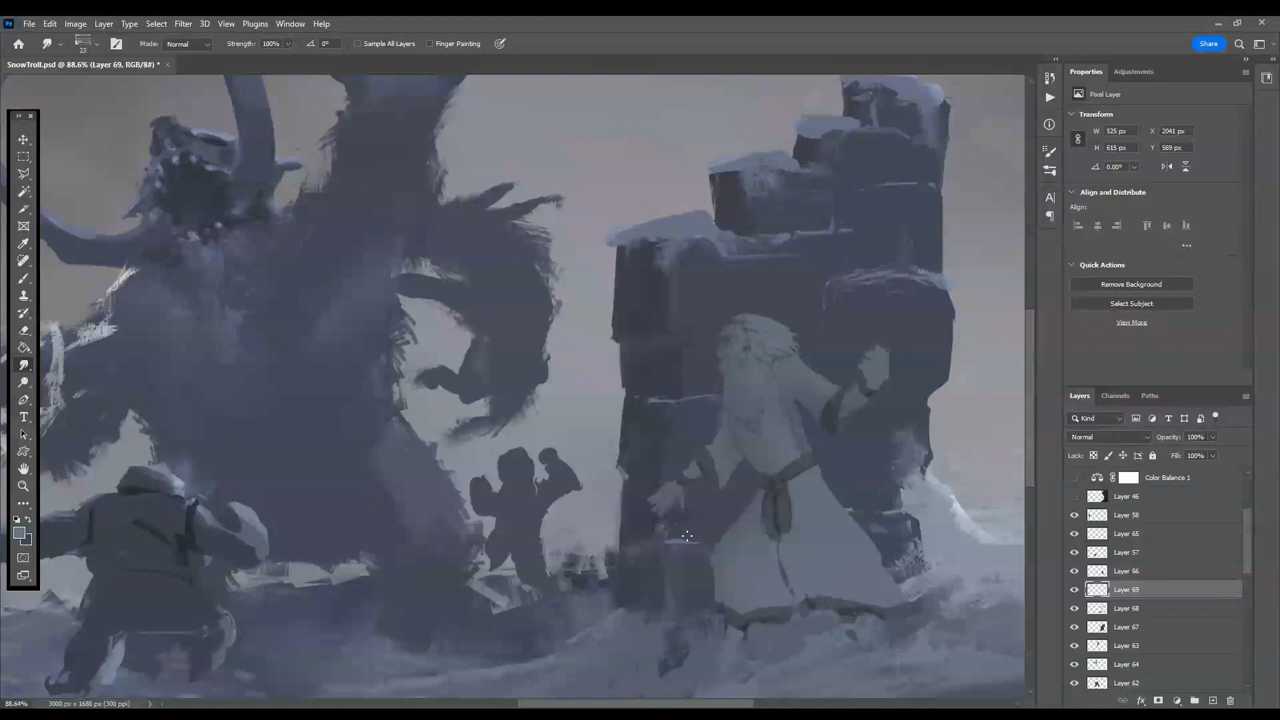 Ps File Edit Image Layer Type Select Filter 3D View Plugins Window Help
23 Mode: Normal Strength: 100% 0° Sample All Layers Finger Painting Share
SnowTroll.psd @ 88.6% (Layer 69, RGB/8#) * ×
Properties Adjustments
Pixel Layer
Transform
W 525 px X 2041 px
H 615 px Y 569 px
0.00°
Align and Distribute
Align:
Quick Actions
Remove Background
Select Subject
View More
Layers Channels Paths
Kind
Normal Opacity: 100%
Lock: Fill: 100%
Color Balance 1
Layer 46
Layer 58
Layer 65
Layer 57
Layer 66
Layer 69
Layer 68
Layer 67
Layer 63
Layer 64
Layer 62
88.64% 3000 px x 1688 px (300 ppi)